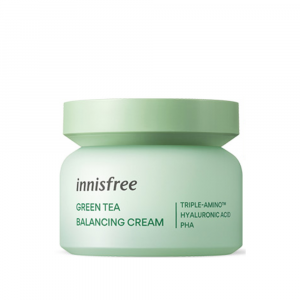 innisfree
GREEN TEA
BALANCING CREAM
TRIPLE-AMINO™
HYALURONIC ACID
PHA